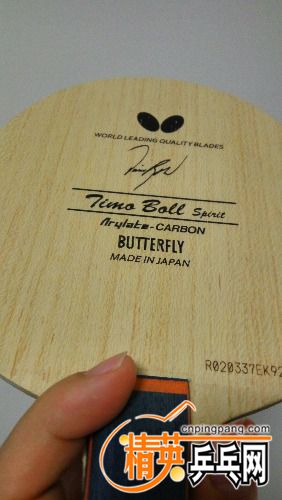 WORLD LEADING QUALITY BLADES
Timo Boll Spirit
Arylate-CARBON
BUTTERFLY
MADE IN JAPAN
R020337EK92
cnpingpang.com
精英乒乓网